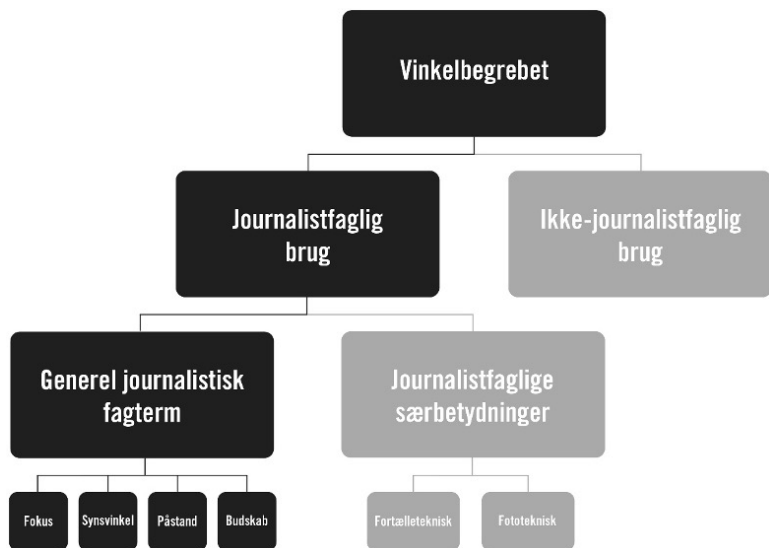 Vinkelbegrebet
Journalistfaglig
brug
Ikke-journalistfaglig
brug
Generel journalistisk
fagterm
Journalistfaglige
særbetydninger
Fokus
Synsvinkel
Påstand
Budskab
Fortælleteknisk
Fototeknisk